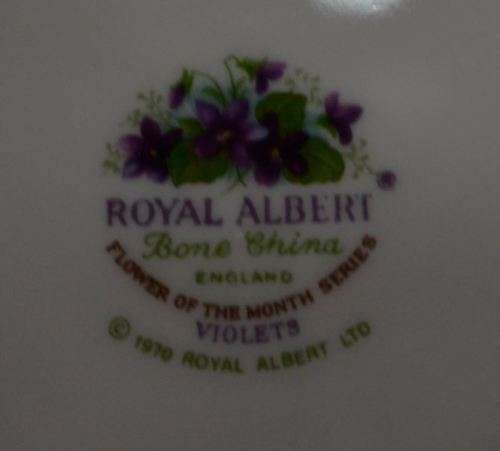 ROYAL ALBERT ®
Bone China
ENGLAND
FLOWER OF THE MONTH SERIES
VIOLETS
© 1970 ROYAL ALBERT LTD